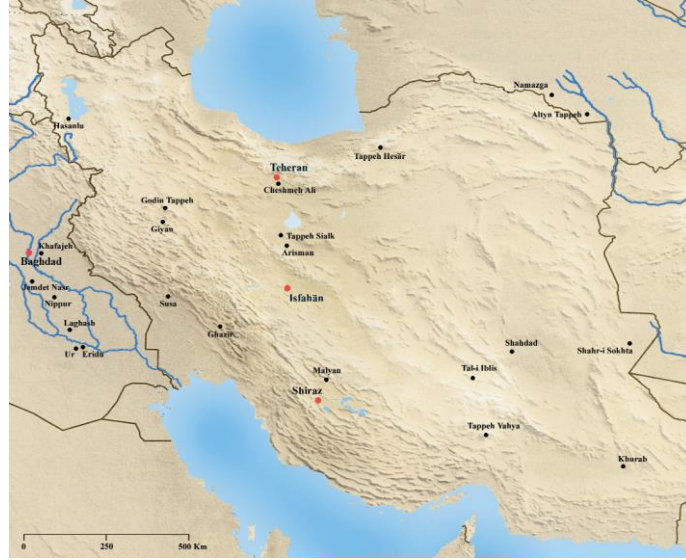 Namazga
Altyn Tappeh
Hasanlu
Tappeh Hesār
Teheran
Cheshmeh Ali
Godin Tappeh
Giyan
Tappeh Sialk
Arisman
Khafajeh
Baghdad
Jemdet Nasr
Nippur
Isfahān
Susa
Laghash
Ghazir
Ur
Eridu
Shahdad
Shahr-i Sokhta
Malyan
Tal-i Iblis
Shiraz
Tappeh Yahya
Khurab
0 250 500 Km